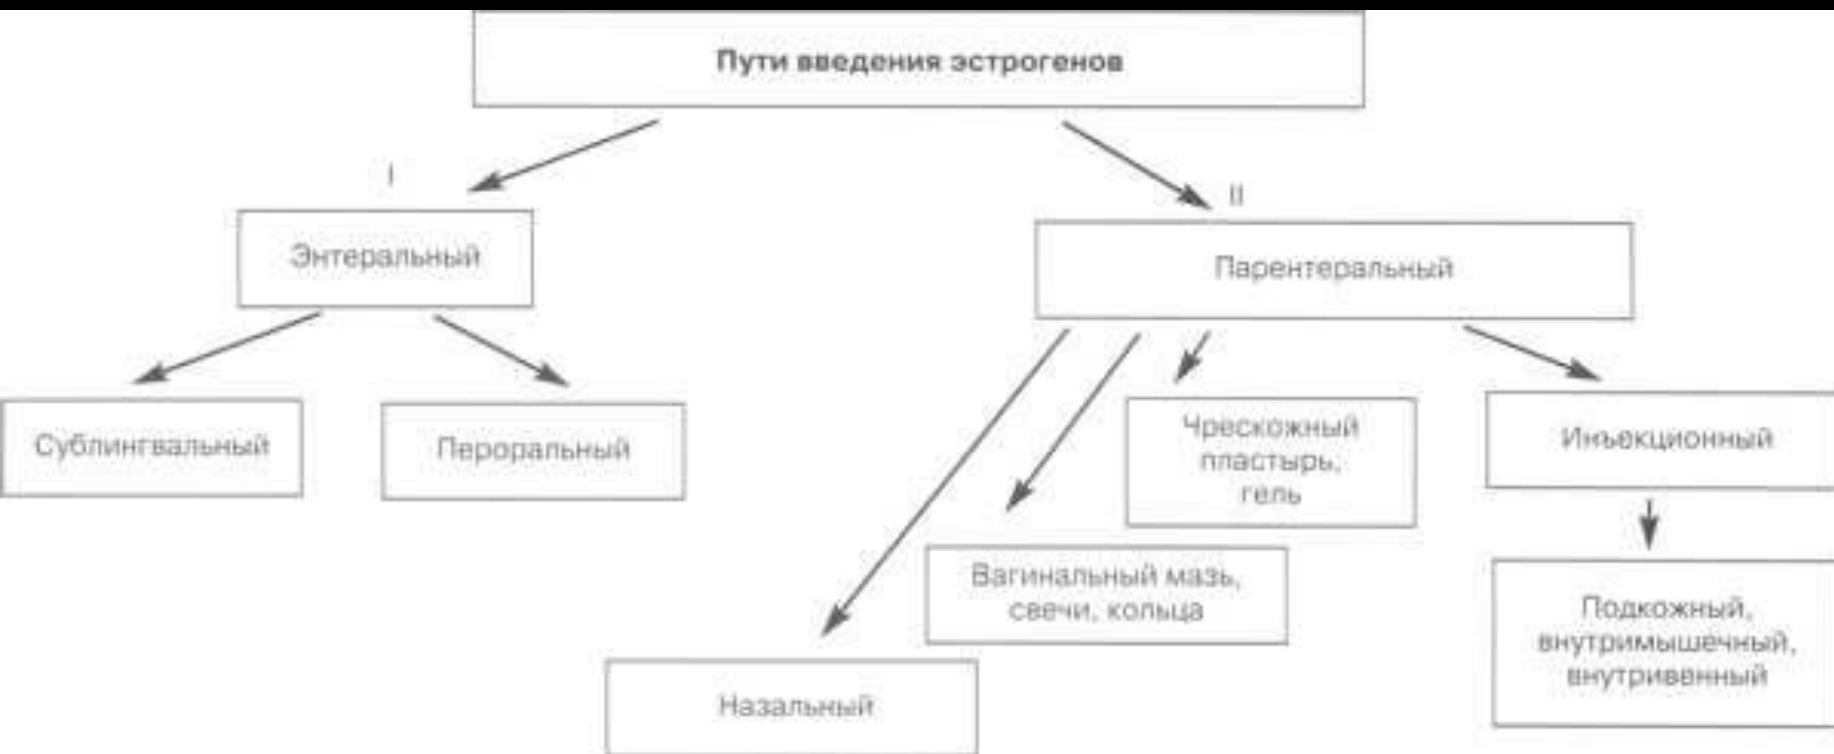 Пути введения эстрогенов
I
II
Энтеральный
Парентеральный
Сублингвальный
Пероральный
Чрескожный
пластырь,
гель
Инъекционный
Вагинальный мазь,
свечи, кольца
Подкожный,
внутримышечный,
внутривенный
Назальный